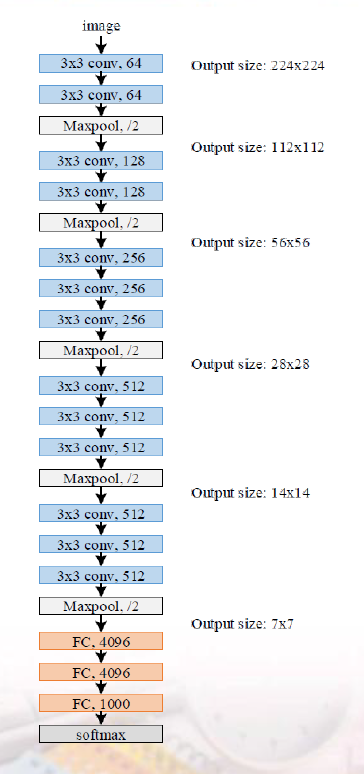 image
3x3 conv, 64
Output size: 224x224
3x3 conv, 64
Maxpool, /2
Output size: 112x112
3x3 conv, 128
3x3 conv, 128
Maxpool, /2
Output size: 56x56
3x3 conv, 256
3x3 conv, 256
3x3 conv, 256
Maxpool, /2
Output size: 28x28
3x3 conv, 512
3x3 conv, 512
3x3 conv, 512
Maxpool, /2
Output size: 14x14
3x3 conv, 512
3x3 conv, 512
3x3 conv, 512
Maxpool, /2
Output size: 7x7
FC, 4096
FC, 4096
FC, 1000
softmax